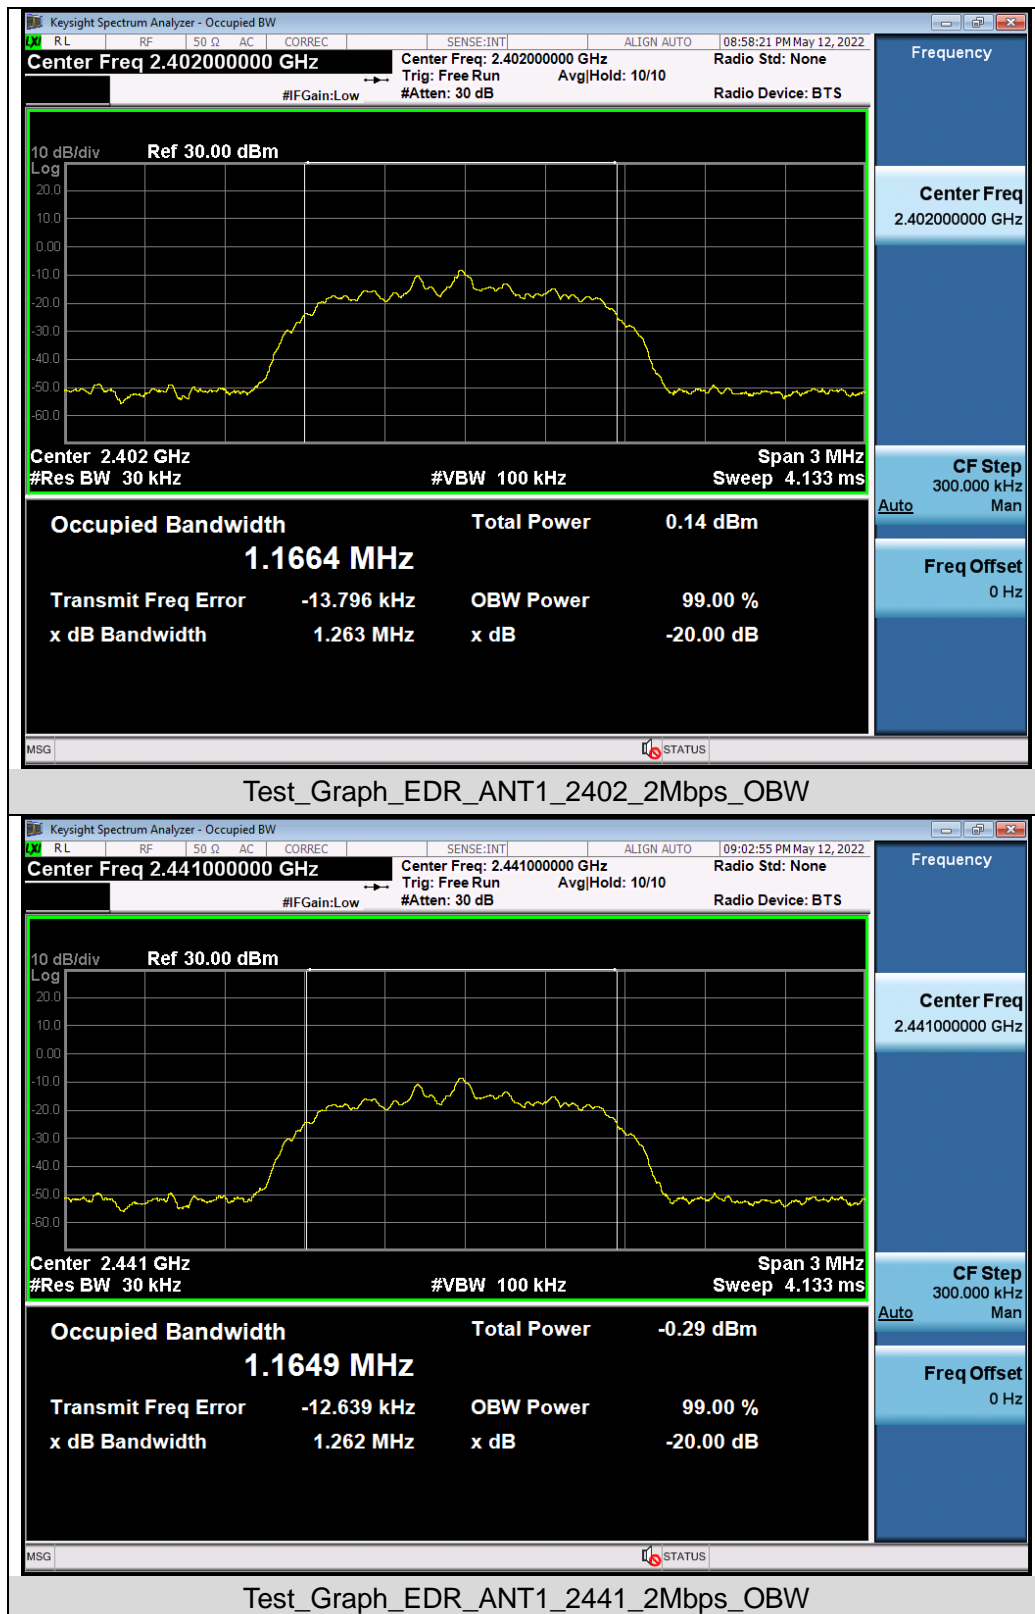 Keysight Spectrum Analyzer - Occupied BW
LXI RL RF 50 Ω AC CORREC SENSE:INT ALIGN AUTO 08:58:21 PM May 12, 2022
Center Freq 2.402000000 GHz
Center Freq: 2.402000000 GHz
Radio Std: None
Trig: Free Run Avg|Hold: 10/10
#IFGain:Low
#Atten: 30 dB
Radio Device: BTS
Frequency
10 dB/div Ref 30.00 dBm
Log
20.0
10.0
0.00
-10.0
-20.0
-30.0
-40.0
-50.0
-60.0
Center 2.402 GHz Span 3 MHz
#Res BW 30 kHz #VBW 100 kHz Sweep 4.133 ms
Center Freq
2.402000000 GHz
CF Step
300.000 kHz
Auto Man
Freq Offset
0 Hz
Occupied Bandwidth Total Power 0.14 dBm
1.1664 MHz
Transmit Freq Error -13.796 kHz OBW Power 99.00 %
x dB Bandwidth 1.263 MHz x dB -20.00 dB
MSG STATUS
Test_Graph_EDR_ANT1_2402_2Mbps_OBW
Keysight Spectrum Analyzer - Occupied BW
LXI RL RF 50 Ω AC CORREC SENSE:INT ALIGN AUTO 09:02:55 PM May 12, 2022
Center Freq 2.441000000 GHz
Center Freq: 2.441000000 GHz
Radio Std: None
Trig: Free Run Avg|Hold: 10/10
#IFGain:Low
#Atten: 30 dB
Radio Device: BTS
Frequency
10 dB/div Ref 30.00 dBm
Log
20.0
10.0
0.00
-10.0
-20.0
-30.0
-40.0
-50.0
-60.0
Center 2.441 GHz Span 3 MHz
#Res BW 30 kHz #VBW 100 kHz Sweep 4.133 ms
Center Freq
2.441000000 GHz
CF Step
300.000 kHz
Auto Man
Freq Offset
0 Hz
Occupied Bandwidth Total Power -0.29 dBm
1.1649 MHz
Transmit Freq Error -12.639 kHz OBW Power 99.00 %
x dB Bandwidth 1.262 MHz x dB -20.00 dB
MSG STATUS
Test_Graph_EDR_ANT1_2441_2Mbps_OBW